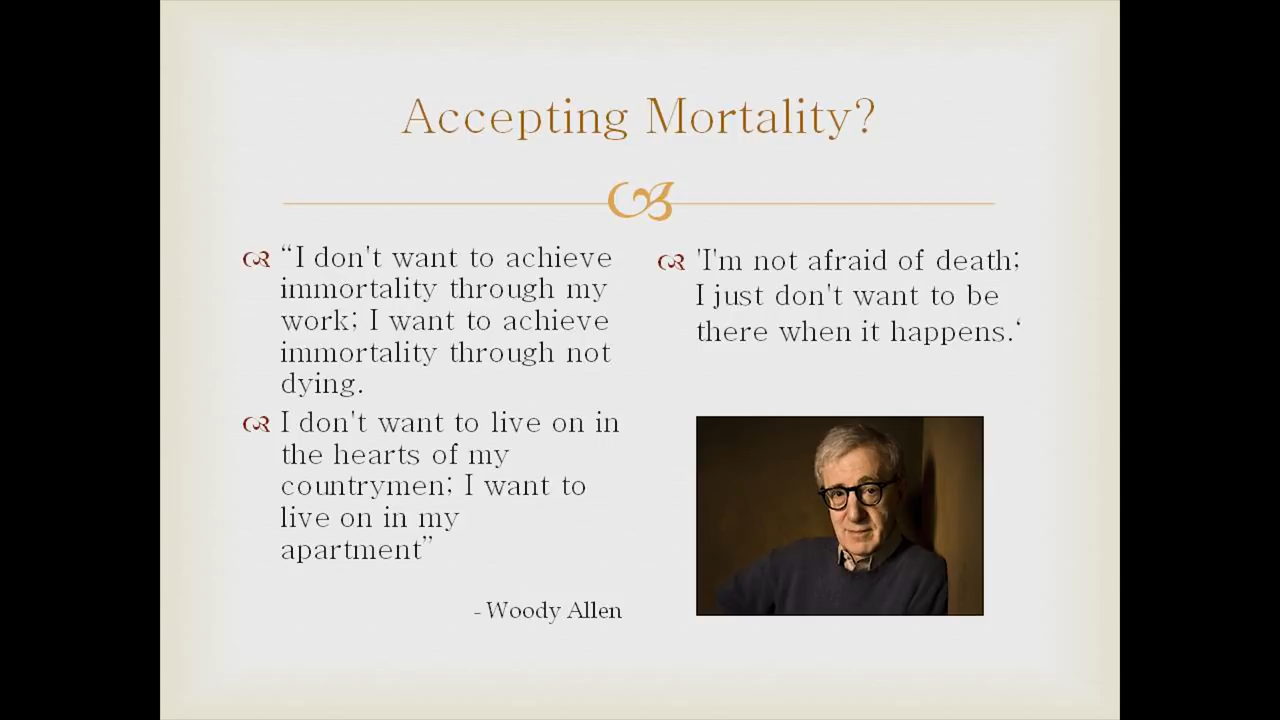 Accepting Mortality?
“I don't want to achieve
immortality through my
work; I want to achieve
immortality through not
dying.
I don't want to live on in
the hearts of my
countrymen; I want to
live on in my
apartment”
- Woody Allen
'I'm not afraid of death;
I just don't want to be
there when it happens.‘